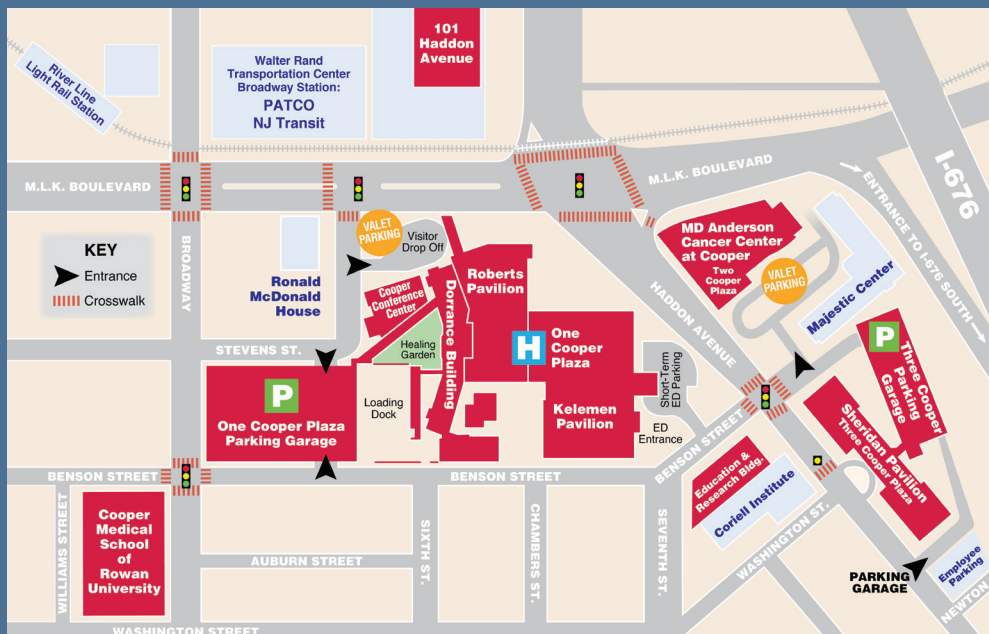 101
Haddon
Avenue
River Line
Light Rail Station
Walter Rand
Transportation Center
Broadway Station:
PATCO
NJ Transit
I-676
M.L.K. BOULEVARD
M.L.K. BOULEVARD
ENTRANCE TO I-676 SOUTH
KEY
Entrance
Crosswalk
BROADWAY
VALET
PARKING
Visitor
Drop Off
Ronald
McDonald
House
Cooper
Conference
Center
Healing
Garden
Dorrance Building
Roberts
Pavilion
H
One
Cooper
Plaza
Kelemen
Pavilion
MD Anderson
Cancer Center
at Cooper
Two
Cooper
Plaza
VALET
PARKING
Majestic Center
HADDON AVENUE
P
Three Cooper
Parking
Garage
STEVENS ST.
P
One Cooper Plaza
Parking Garage
Loading
Dock
Short-Term
ED Parking
ED
Entrance
Sheridan Pavilion
Three Cooper Plaza
BENSON STREET
BENSON STREET
BENSON STREET
Education &
Research Bldg.
Coriell Institute
WILLIAMS STREET
Cooper
Medical
School
of
Rowan
University
AUBURN STREET
SIXTH ST.
CHAMBERS ST.
SEVENTH ST.
WASHINGTON ST.
PARKING
GARAGE
Employee
Parking
NEWTON
WASHINGTON STREET